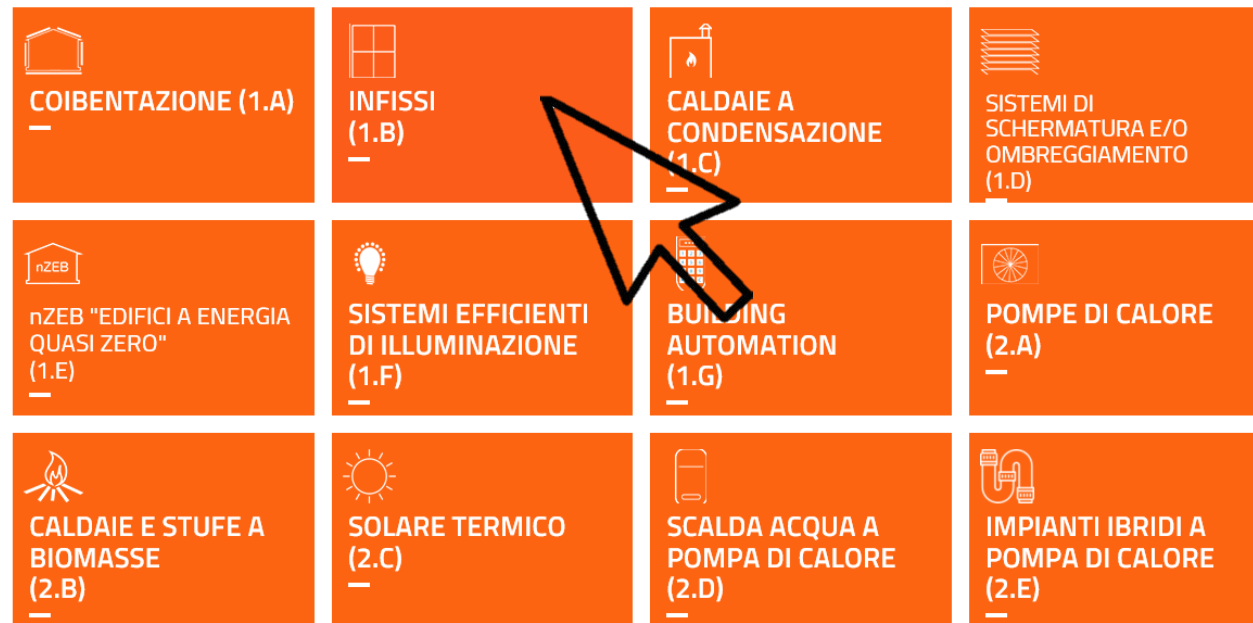 COIBENTAZIONE (1.A)
INFISSI
(1.B)
CALDAIE A
CONDENSAZIONE
(1.C)
SISTEMI DI
SCHERMATURA E/O
OMBREGGIAMENTO
(1.D)
nZEB
nZEB "EDIFICI A ENERGIA
QUASI ZERO"
(1.E)
SISTEMI EFFICIENTI
DI ILLUMINAZIONE
(1.F)
BUILDING
AUTOMATION
(1.G)
POMPE DI CALORE
(2.A)
CALDAIE E STUFE A
BIOMASSE
(2.B)
SOLARE TERMICO
(2.C)
SCALDA ACQUA A
POMPA DI CALORE
(2.D)
IMPIANTI IBRIDI A
POMPA DI CALORE
(2.E)